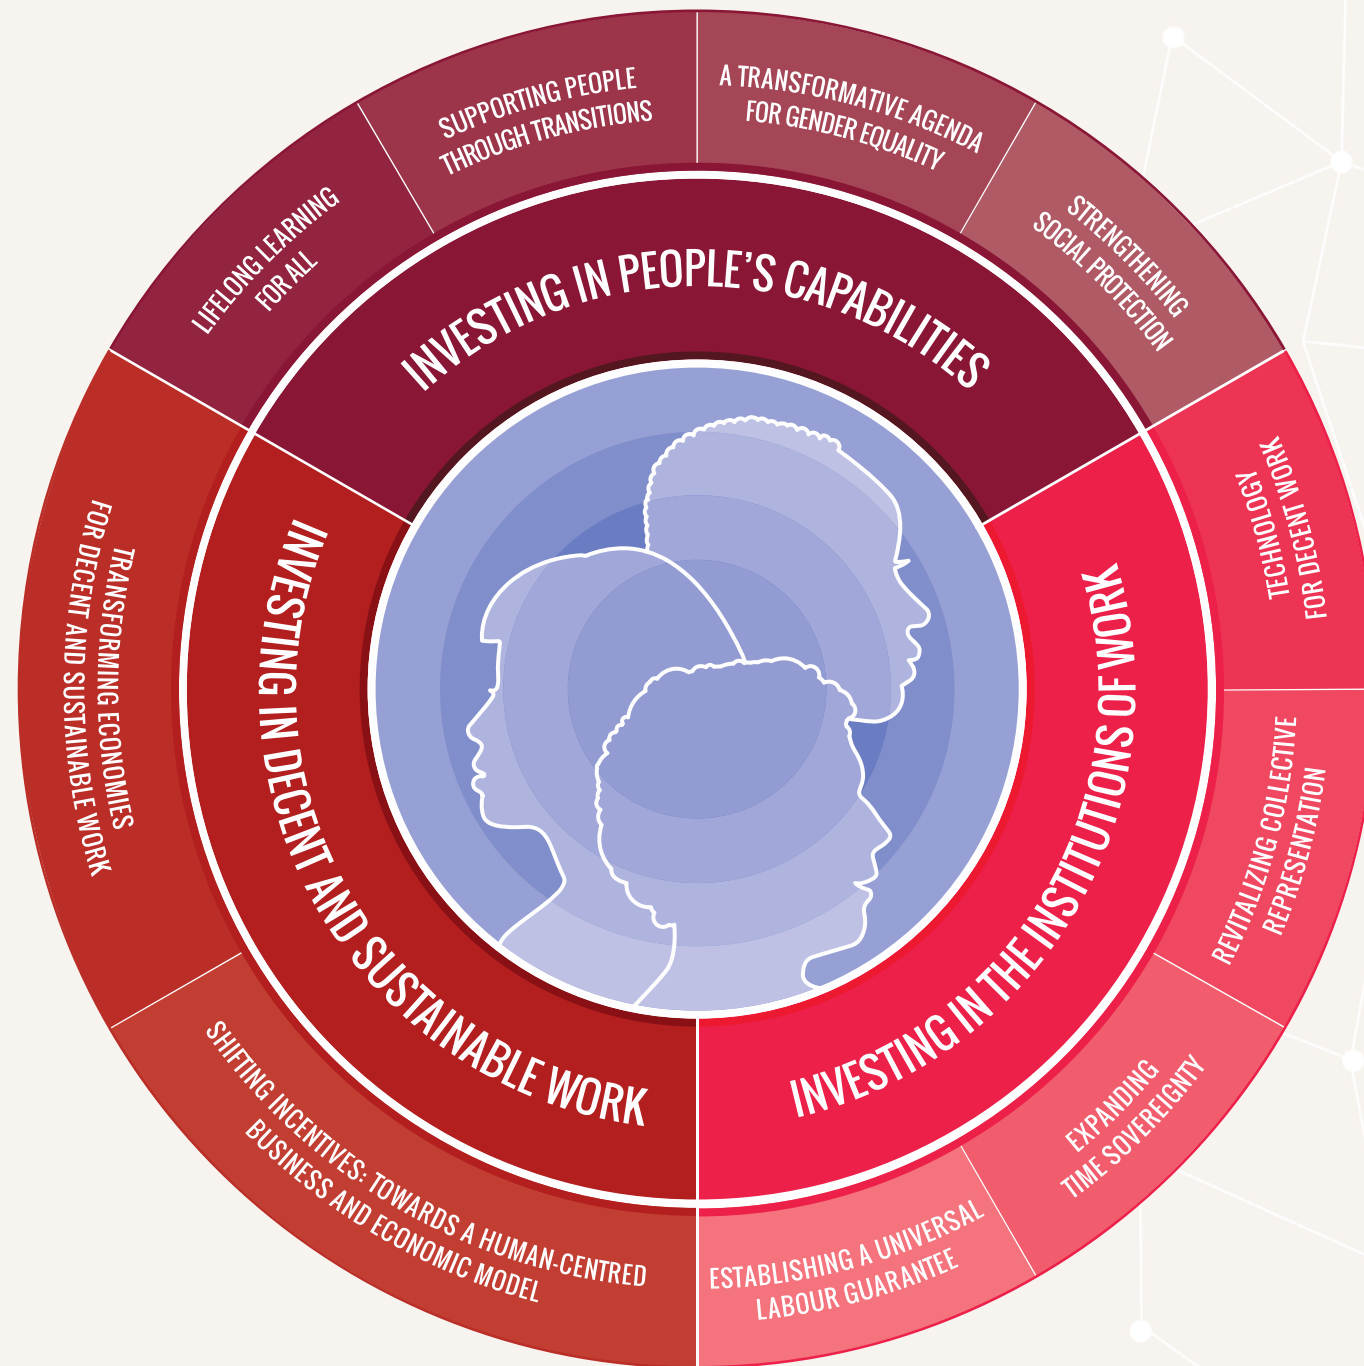 INVESTING IN PEOPLE’S CAPABILITIES
LIFELONG LEARNING
FOR ALL
SUPPORTING PEOPLE
THROUGH TRANSITIONS
A TRANSFORMATIVE AGENDA
FOR GENDER EQUALITY
STRENGTHENING
SOCIAL PROTECTION
INVESTING IN THE INSTITUTIONS OF WORK
TECHNOLOGY
FOR DECENT WORK
REVITALIZING COLLECTIVE
REPRESENTATION
EXPANDING
TIME SOVEREIGNTY
ESTABLISHING A UNIVERSAL
LABOUR GUARANTEE
INVESTING IN DECENT AND SUSTAINABLE WORK
TRANSFORMING ECONOMIES
FOR DECENT AND SUSTAINABLE WORK
SHIFTING INCENTIVES: TOWARDS A HUMAN-CENTRED
BUSINESS AND ECONOMIC MODEL